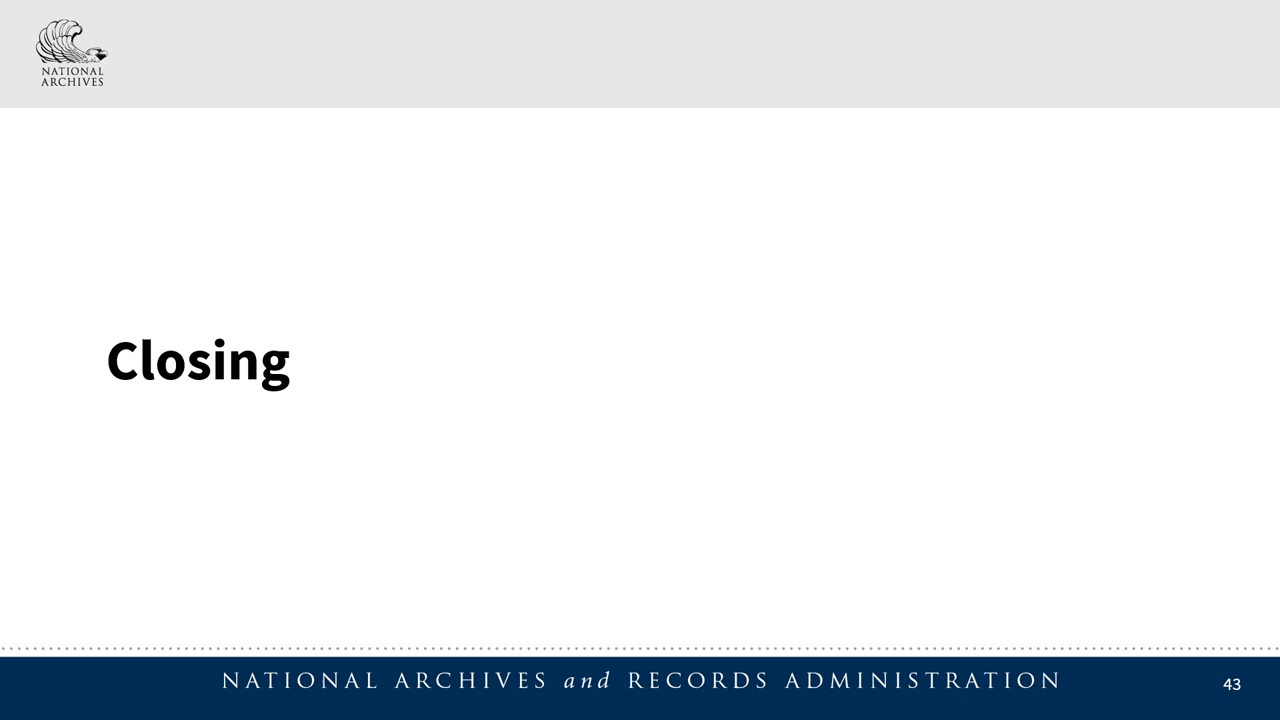 NATIONAL
ARCHIVES
Closing
NATIONAL ARCHIVES and RECORDS ADMINISTRATION
43